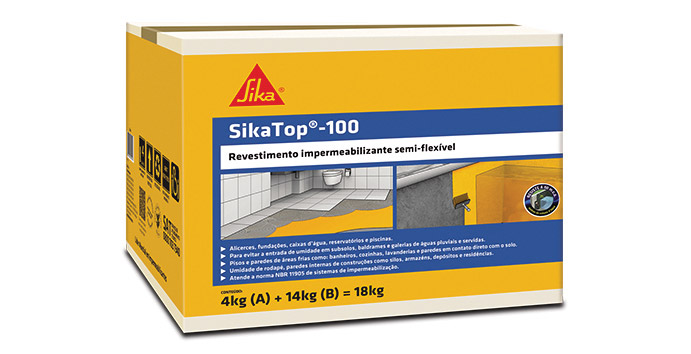 Sika®
SikaTop®-100
Revestimento impermeabilizante semi-flexível
Alicerces, fundações, caixas d'água, reservatórios e piscinas.
Para evitar a entrada de umidade em subsolos, baldrames e galerias de águas pluviais e servidas.
Pisos e paredes de áreas frias como: banheiros, cozinhas, lavanderias e paredes em contato direto com o solo.
Umidade de rodapé, paredes internas de construções como silos, armazéns, depósitos e residências.
Atende a norma NBR 11905 de sistemas de impermeabilização.
CONTEÚDO:
4kg (A) + 14kg (B) = 18kg